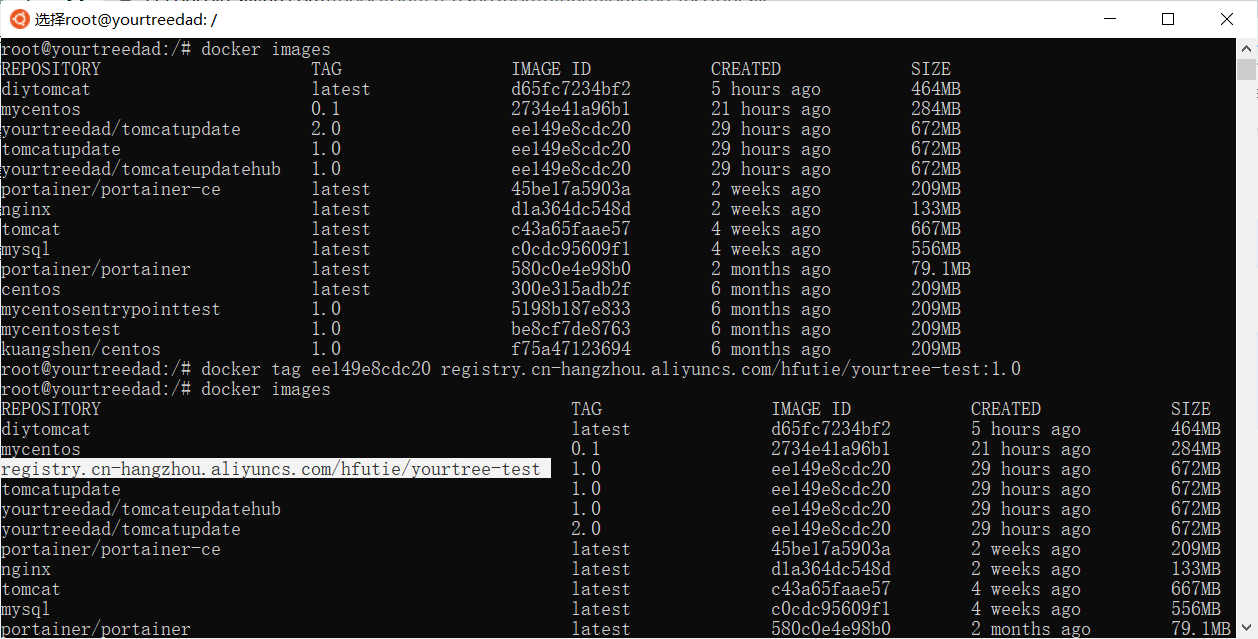 选择root@yourtreedad: /
root@yourtreedad:/# docker images
REPOSITORY TAG IMAGE ID CREATED SIZE
diytomcat latest d65fc7234bf2 5 hours ago 464MB
mycentos 0.1 2734e41a96b1 21 hours ago 284MB
yourtreedad/tomcatupdate 2.0 ee149e8cdc20 29 hours ago 672MB
tomcatupdate 1.0 ee149e8cdc20 29 hours ago 672MB
yourtreedad/tomcateupdatehub 1.0 ee149e8cdc20 29 hours ago 672MB
portainer/portainer-ce latest 45be17a5903a 2 weeks ago 209MB
nginx latest d1a364dc548d 2 weeks ago 133MB
tomcat latest c43a65faae57 4 weeks ago 667MB
mysql latest c0cdc95609f1 4 weeks ago 556MB
portainer/portainer latest 580c0e4e98b0 2 months ago 79.1MB
centos latest 300e315adb2f 6 months ago 209MB
mycentosentrypointtest 1.0 5198b187e833 6 months ago 209MB
mycentostest 1.0 be8cf7de8763 6 months ago 209MB
kuangshen/centos 1.0 f75a47123694 6 months ago 209MB
root@yourtreedad:/# docker tag ee149e8cdc20 registry.cn-hangzhou.aliyuncs.com/hfutie/yourtree-test:1.0
root@yourtreedad:/# docker images
REPOSITORY TAG IMAGE ID CREATED SIZE
diytomcat latest d65fc7234bf2 5 hours ago 464MB
mycentos 0.1 2734e41a96b1 21 hours ago 284MB
registry.cn-hangzhou.aliyuncs.com/hfutie/yourtree-test 1.0 ee149e8cdc20 29 hours ago 672MB
tomcatupdate 1.0 ee149e8cdc20 29 hours ago 672MB
yourtreedad/tomcateupdatehub 1.0 ee149e8cdc20 29 hours ago 672MB
yourtreedad/tomcatupdate 2.0 ee149e8cdc20 29 hours ago 672MB
portainer/portainer-ce latest 45be17a5903a 2 weeks ago 209MB
nginx latest d1a364dc548d 2 weeks ago 133MB
tomcat latest c43a65faae57 4 weeks ago 667MB
mysql latest c0cdc95609f1 4 weeks ago 556MB
portainer/portainer latest 580c0e4e98b0 2 months ago 79.1MB